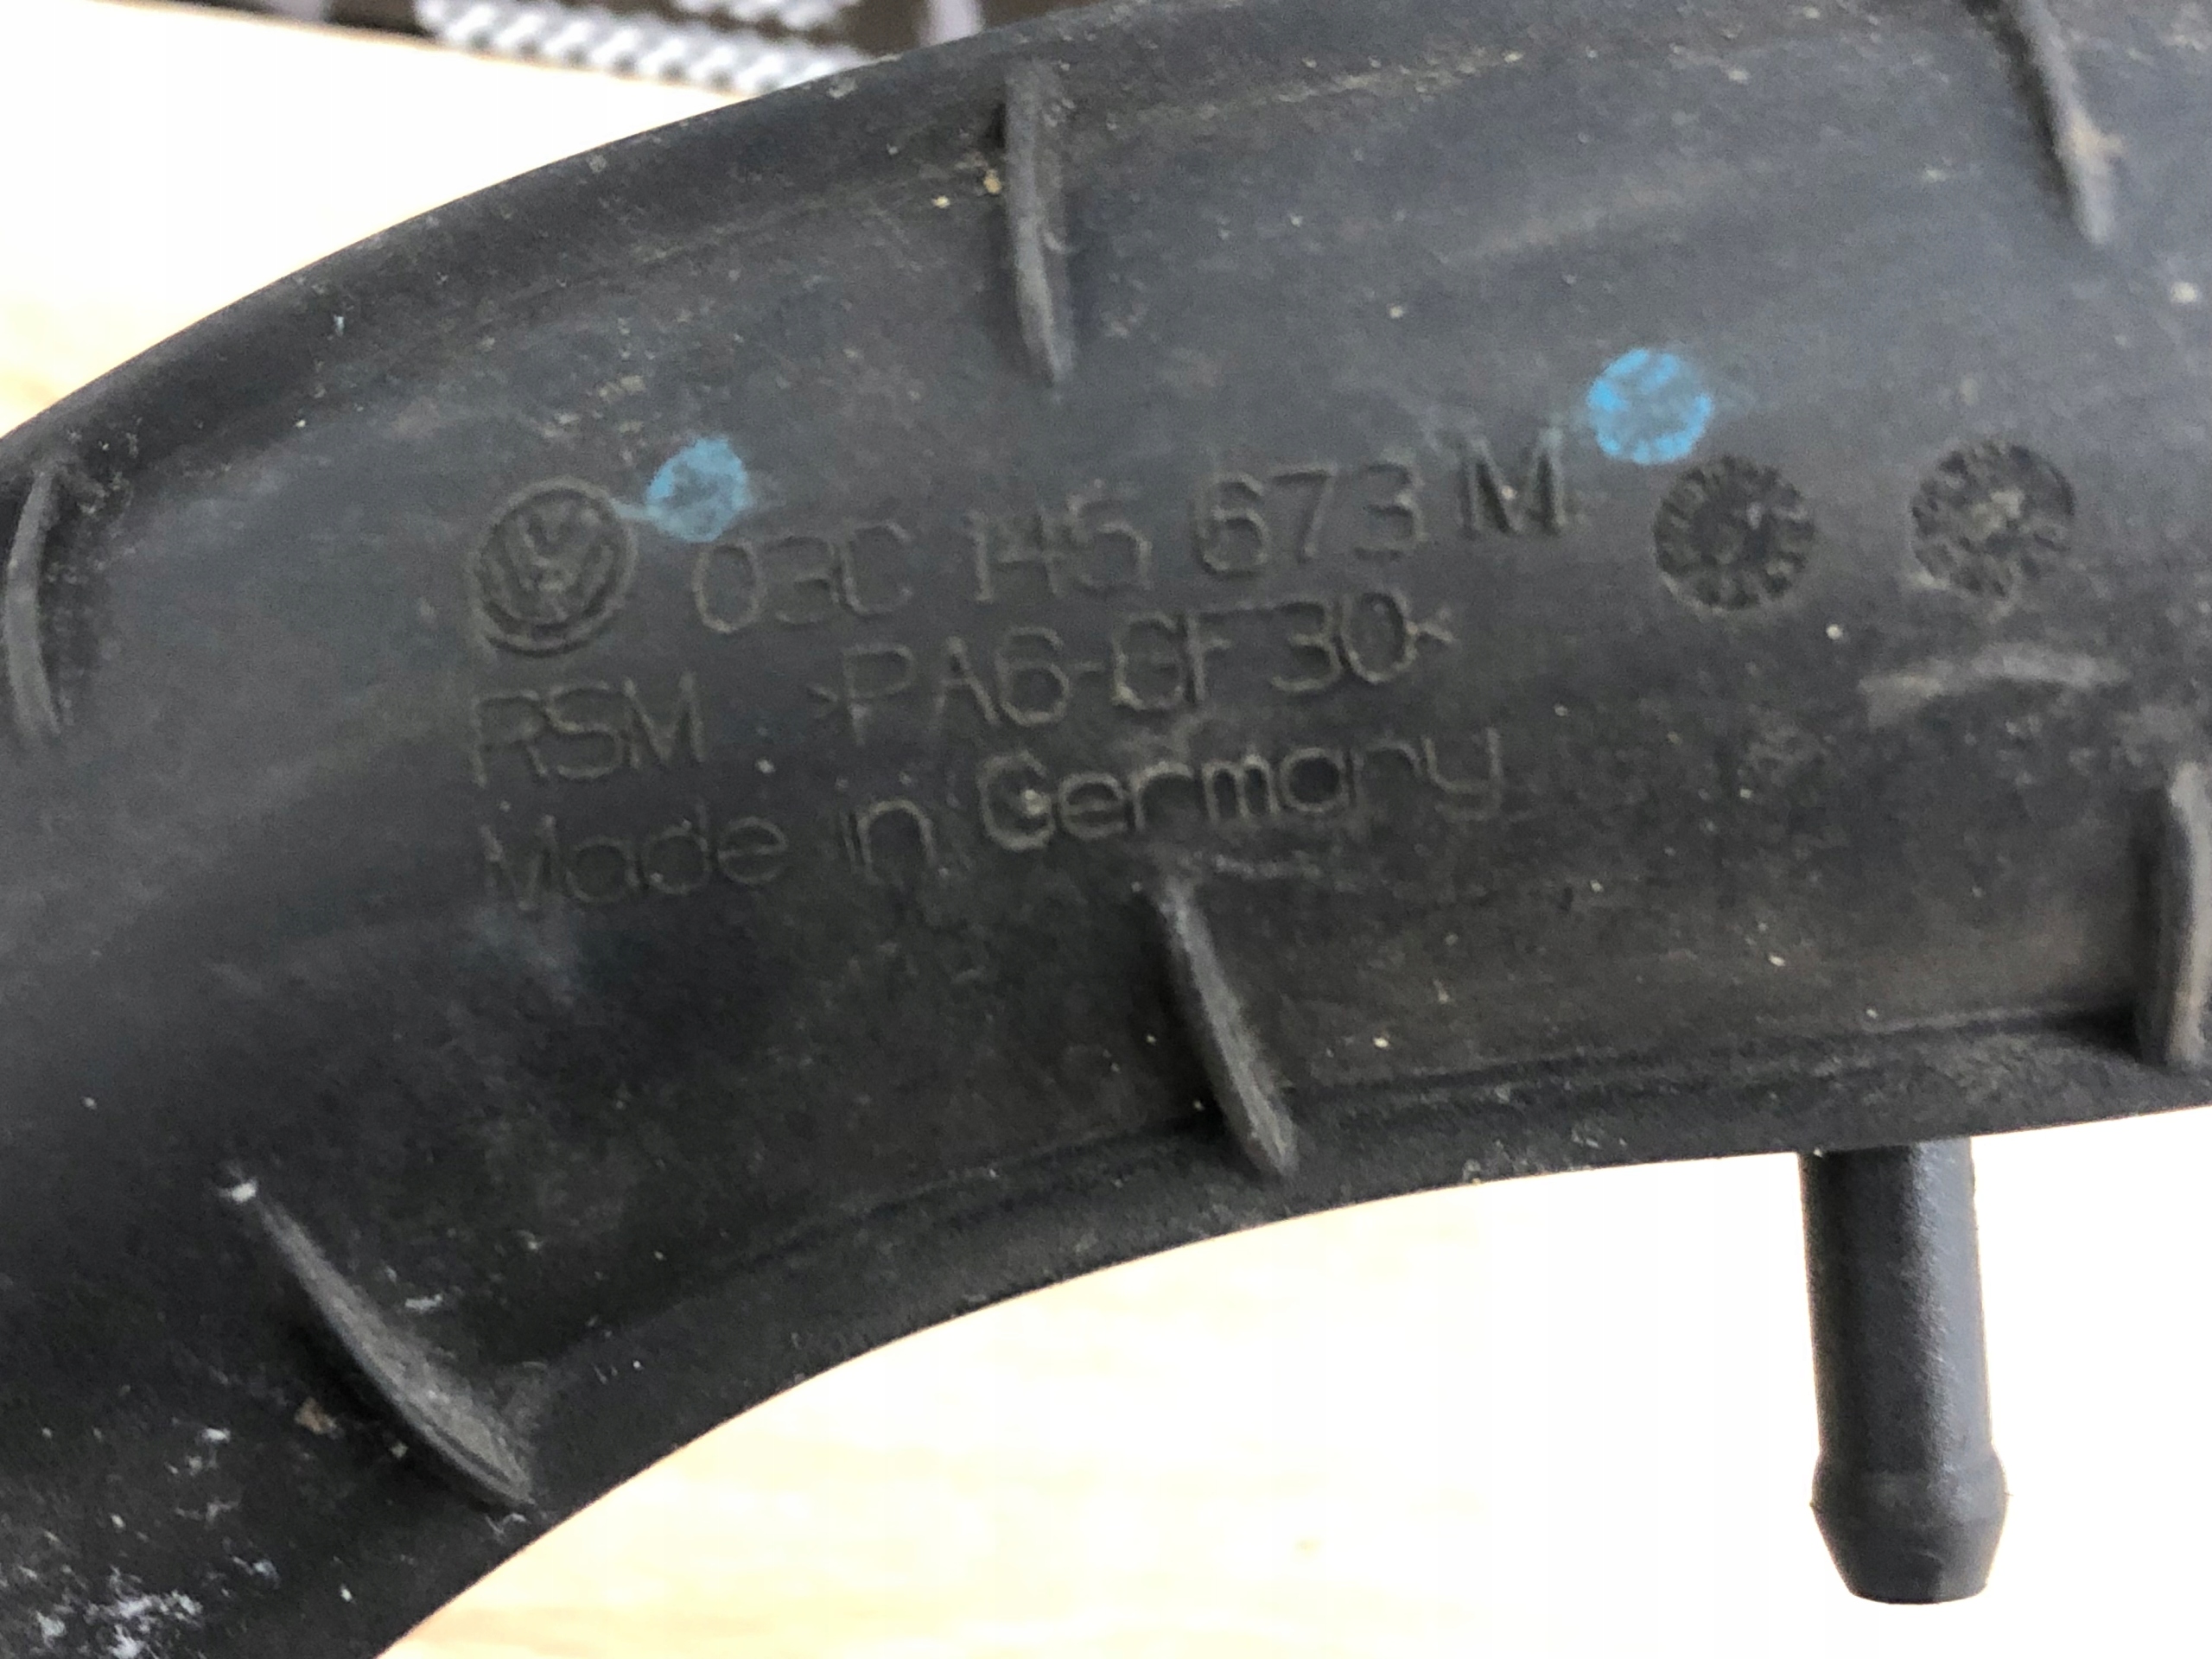 03C 145 673 M
RSM >PA6-GF30<
Made in Germany